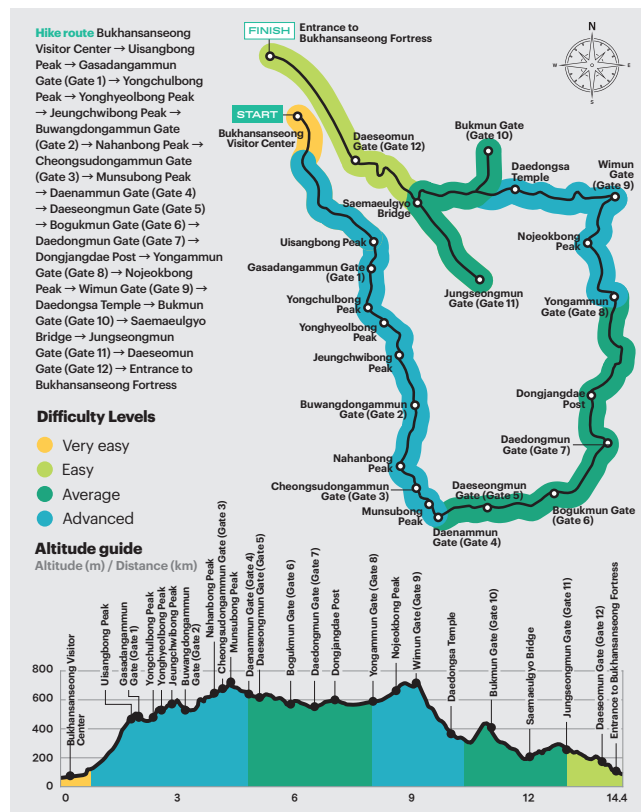 Hike route Bukhansanseong
Visitor Center → Uisangbong
Peak → Gasadangammun
Gate (Gate 1) → Yongchulbong
Peak → Yonghyeolbong Peak
→ Jeungchwibong Peak →
Buwangdongammun Gate
(Gate 2) → Nahanbong Peak →
Cheongsudongammun Gate
(Gate 3) → Munsubong Peak
→ Daenammun Gate (Gate 4)
→ Daeseongmun Gate (Gate 5)
→ Bogukmun Gate (Gate 6) →
Daedongmun Gate (Gate 7) →
Dongjangdae Post → Yongammun
Gate (Gate 8) → Nojeokbong
Peak → Wimun Gate (Gate 9) →
Daedongsa Temple → Bukmun
Gate (Gate 10) → Saemaeulgyo
Bridge → Jungseongmun
Gate (Gate 11) → Daeseomun
Gate (Gate 12) → Entrance to
Bukhansanseong Fortress
FINISH
Entrance to
Bukhansanseong Fortress
START
Bukhansanseong
Visitor Center
Daeseomun
Gate (Gate 12)
Bukmun Gate
(Gate 10)
Daedongsa
Temple
Wimun
Gate
(Gate 9)
Saemaeulgyo
Bridge
Nojeokbong
Peak
Uisangbong Peak
Gasadangammun Gate
(Gate 1)
Jungseongmun
Gate (Gate 11)
Yongchulbong
Peak
Yongammun
Gate (Gate 8)
Yonghyeolbong
Peak
Jeungchwibong
Peak
Dongjangdae
Post
Buwangdongammun
Gate (Gate 2)
Daedongmun
Gate (Gate 7)
Nahanbong
Peak
Cheongsudongammun
Gate (Gate 3)
Daeseongmun
Gate (Gate 5)
Munsubong
Peak
Bogukmun Gate
(Gate 6)
Daenammun
Gate (Gate 4)
N
W
E
S
Difficulty Levels
Very easy
Easy
Average
Advanced
Altitude guide
Altitude (m) / Distance (km)
800
600
400
200
0
Bukhansanseong Visitor
Center
Uisangbong Peak
Gasadangammun
Gate (Gate 1)
Yongchulbong Peak
Yonghyeolbong Peak
Jeungchwibong Peak
Buwangdongammun
Gate (Gate 2)
Nahanbong Peak
Cheongsudongammun Gate (Gate 3)
Munsubong Peak
Daenammun Gate (Gate 4)
Daeseongmun Gate (Gate 5)
Bogukmun Gate (Gate 6)
Daedongmun Gate (Gate 7)
Dongjangdae Post
Yongammun Gate (Gate 8)
Nojeokbong Peak
Wimun Gate (Gate 9)
Daedongsa Temple
Bukmun Gate (Gate 10)
Saemaeulgyo Bridge
Jungseongmun Gate (Gate 11)
Daeseomun Gate (Gate 12)
Entrance to Bukhansanseong Fortress
0
3
6
9
12
14.4